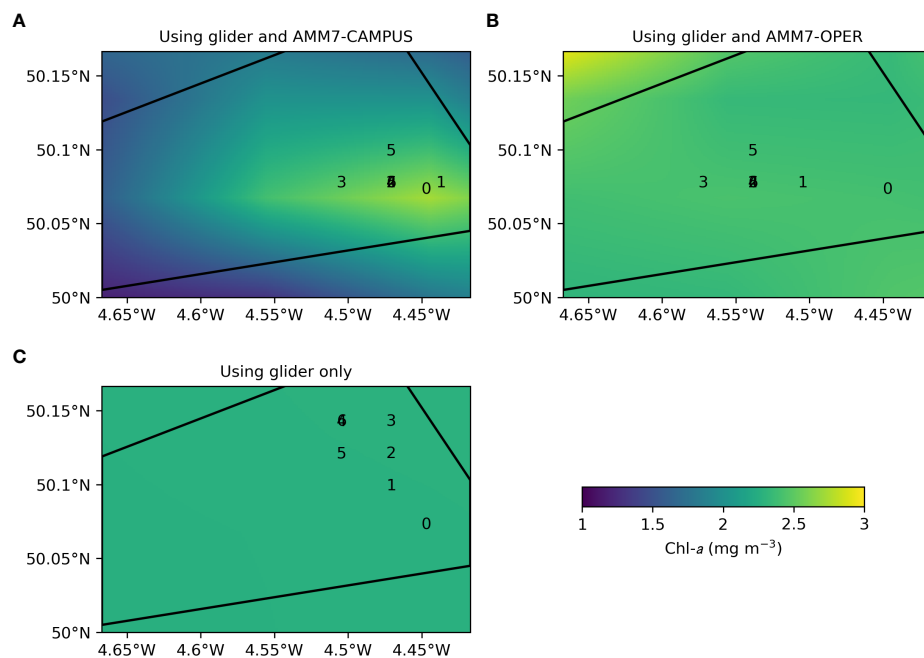 A
Using glider and AMM7-CAMPUS
50.15°N
50.1°N
50.05°N
50°N
5
3
1
0
4.65°W 4.6°W 4.55°W 4.5°W 4.45°W
B
Using glider and AMM7-OPER
50.15°N
50.1°N
50.05°N
50°N
5
3
1
0
4.65°W 4.6°W 4.55°W 4.5°W 4.45°W
C
Using glider only
50.15°N
50.1°N
50.05°N
50°N
3
5
2
1
0
4.65°W 4.6°W 4.55°W 4.5°W 4.45°W
1 1.5 2 2.5 3
Chl-a (mg m⁻³)